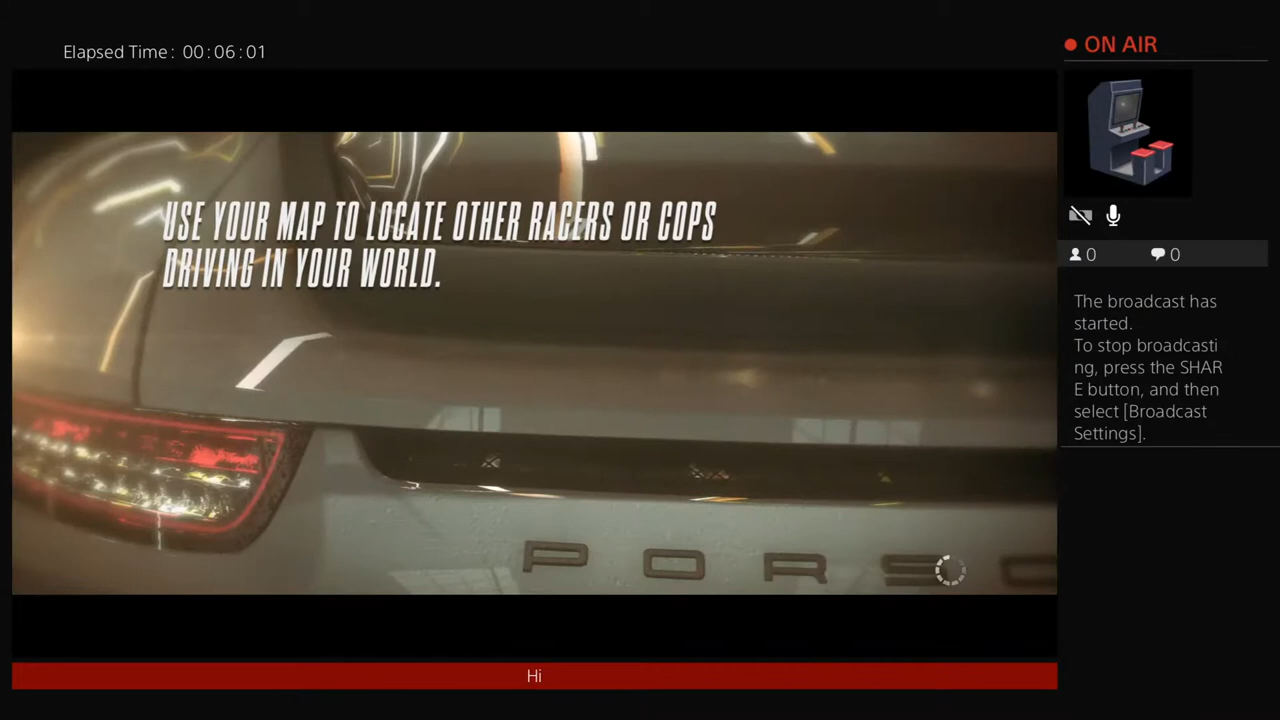 Elapsed Time: 00:06:01
ON AIR
USE YOUR MAP TO LOCATE OTHER RACERS OR COPS
DRIVING IN YOUR WORLD.
0 0
The broadcast has
started.
To stop broadcasti
ng, press the SHAR
E button, and then
select [Broadcast
Settings].
PORSC
Hi